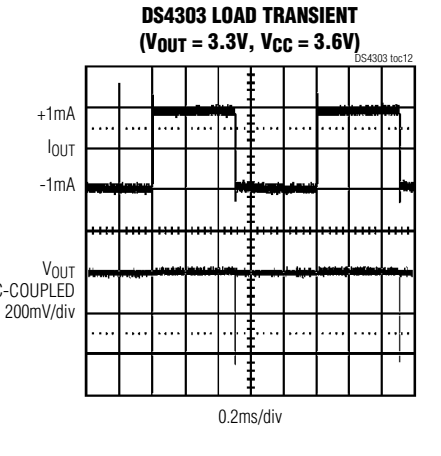 DS4303 LOAD TRANSIENT
(VOUT = 3.3V, VCC = 3.6V)
DS4303 toc12
+1mA
IOUT
-1mA
VOUT
C-COUPLED
200mV/div
0.2ms/div